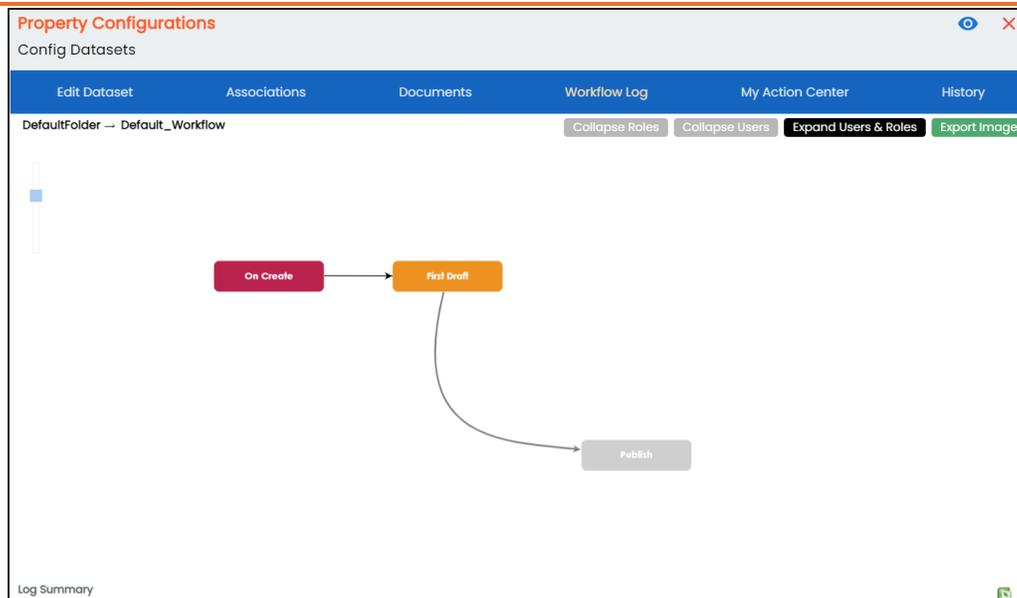 Property Configurations
Config Datasets
Edit Dataset Associations Documents Workflow Log My Action Center History
DefaultFolder → Default_Workflow Collapse Roles Collapse Users Expand Users & Roles Export Image
On Create First Draft
Publish
Log Summary